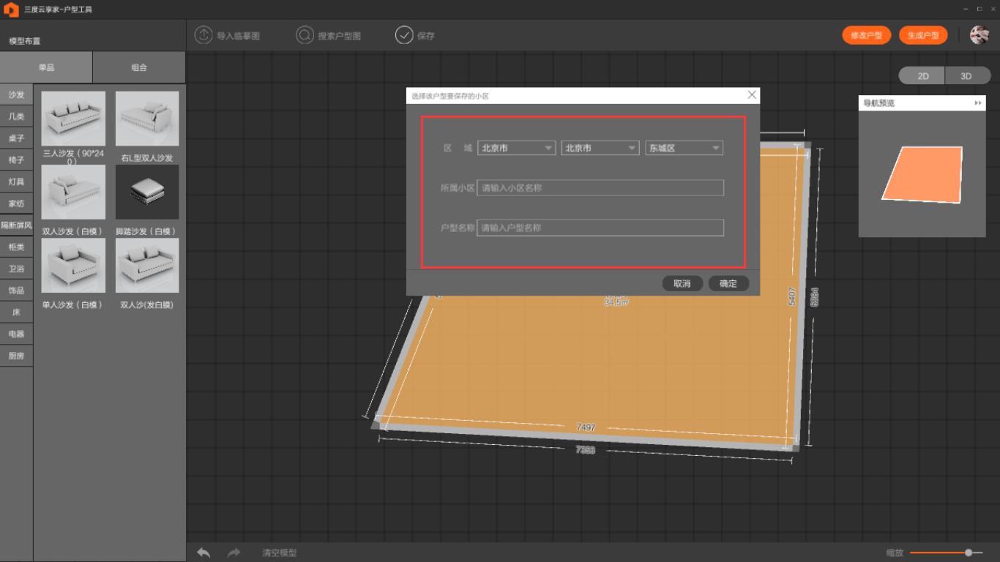 三度云享家-户型工具
模型布置
导入临摹图
搜索户型图
保存
修改户型
生成户型
单品
组合
2D
3D
沙发
几类
桌子
椅子
灯具
家纺
隔断屏风
柜类
卫浴
饰品
床
电器
厨房
三人沙发（90*24
0）
右L型双人沙发
双人沙发（白模）
脚踏沙发（白模）
单人沙发（白模）
双人沙(发白膜)
选择该户型要保存的小区
区 域
北京市
北京市
东城区
所属小区
请输入小区名称
户型名称
请输入户型名称
取消
确定
导航预览
34.5㎡
5407
7497
清空模型
缩放